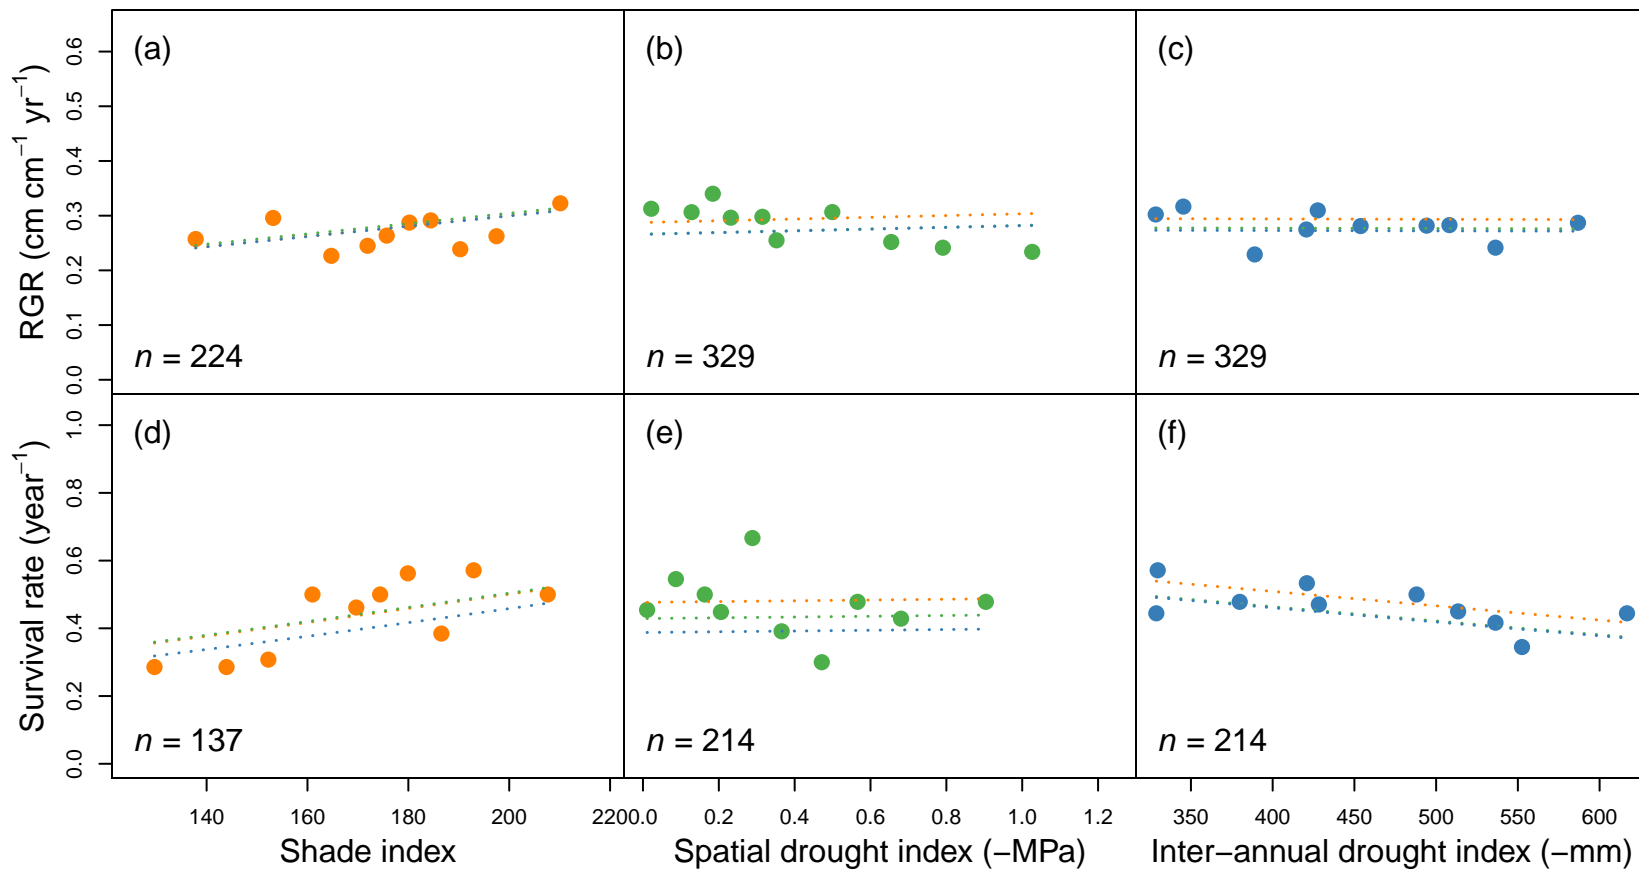 (a)
(b)
(c)
RGR (cm cm⁻¹ yr⁻¹)
0.6
0.5
0.4
0.3
0.2
0.1
0.0
n = 224
n = 329
n = 329
(d)
(e)
(f)
Survival rate (year⁻¹)
1.0
0.8
0.6
0.4
0.2
0.0
n = 137
n = 214
n = 214
140 160 180 200 220
0.0 0.2 0.4 0.6 0.8 1.0 1.2
350 400 450 500 550 600
Shade index
Spatial drought index (−MPa)
Inter−annual drought index (−mm)